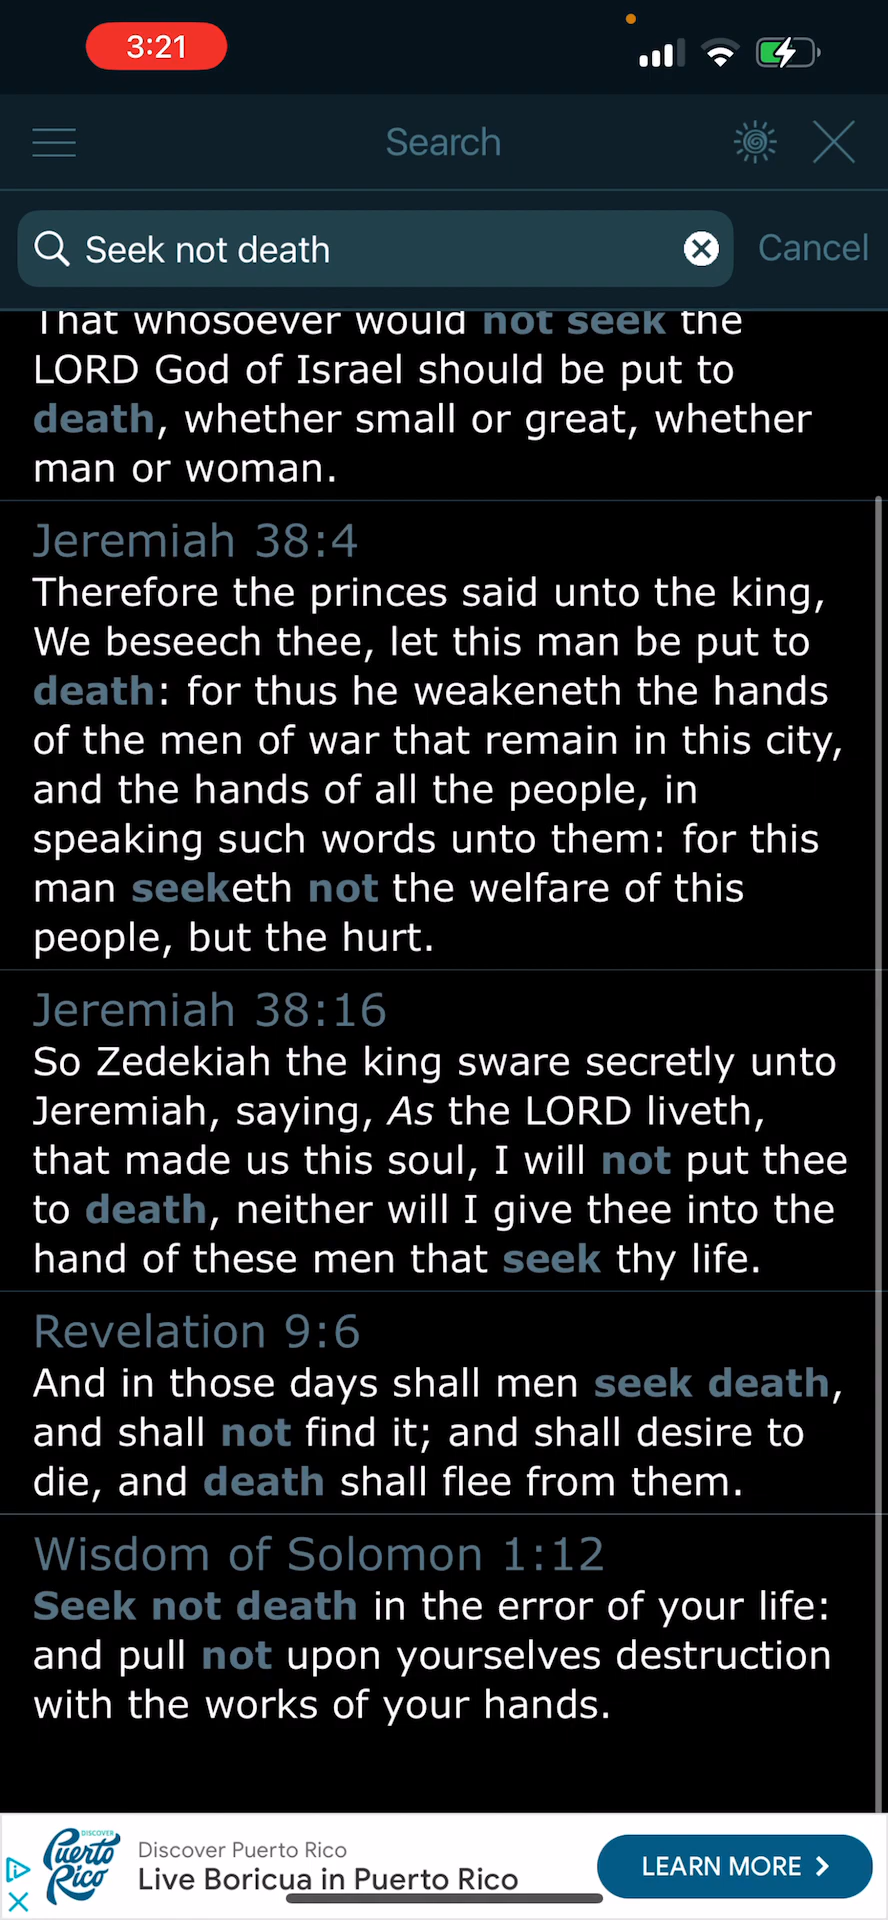 3:21
Search
Seek not death
Cancel
That whosoever would not seek the
LORD God of Israel should be put to
death, whether small or great, whether
man or woman.
Jeremiah 38:4
Therefore the princes said unto the king,
We beseech thee, let this man be put to
death: for thus he weakeneth the hands
of the men of war that remain in this city,
and the hands of all the people, in
speaking such words unto them: for this
man seeketh not the welfare of this
people, but the hurt.
Jeremiah 38:16
So Zedekiah the king sware secretly unto
Jeremiah, saying, As the LORD liveth,
that made us this soul, I will not put thee
to death, neither will I give thee into the
hand of these men that seek thy life.
Revelation 9:6
And in those days shall men seek death,
and shall not find it; and shall desire to
die, and death shall flee from them.
Wisdom of Solomon 1:12
Seek not death in the error of your life:
and pull not upon yourselves destruction
with the works of your hands.
DISCOVER
Puerto
Rico
Discover Puerto Rico
Live Boricua in Puerto Rico
LEARN MORE